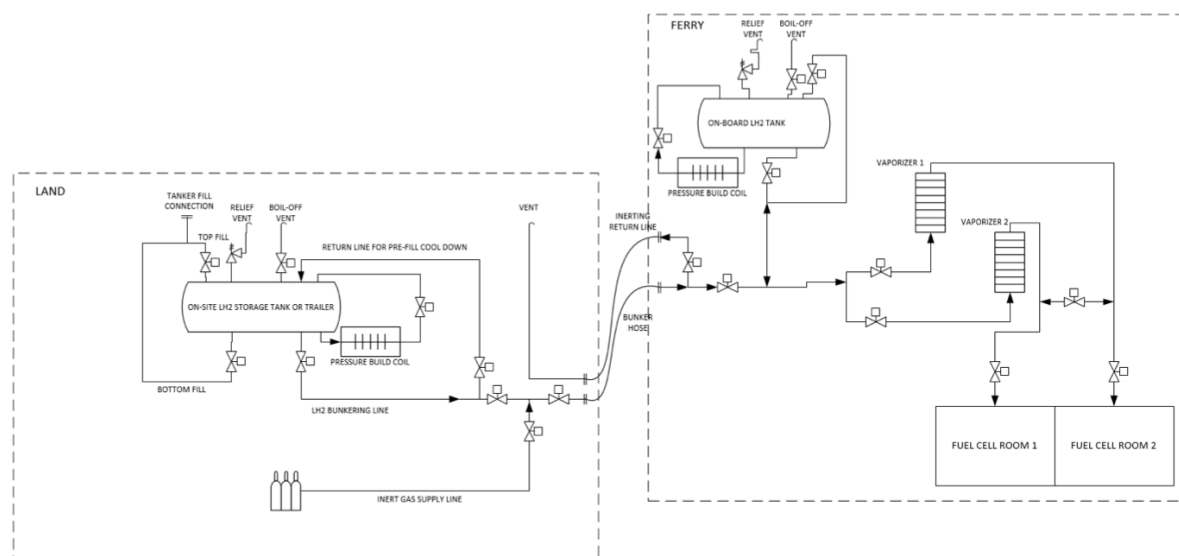 FERRY
RELIEF
VENT
BOIL-OFF
VENT
ON-BOARD LH2 TANK
PRESSURE BUILD COIL
VAPORIZER 1
VAPORIZER 2
FUEL CELL ROOM 1
FUEL CELL ROOM 2
LAND
TANKER FILL
CONNECTION
RELIEF
VENT
BOIL-OFF
VENT
TOP FILL
VENT
INERTING
RETURN LINE
RETURN LINE FOR PRE-FILL COOL DOWN
ON-SITE LH2 STORAGE TANK OR TRAILER
BUNKER
HOSE
PRESSURE BUILD COIL
BOTTOM FILL
LH2 BUNKERING LINE
INERT GAS SUPPLY LINE